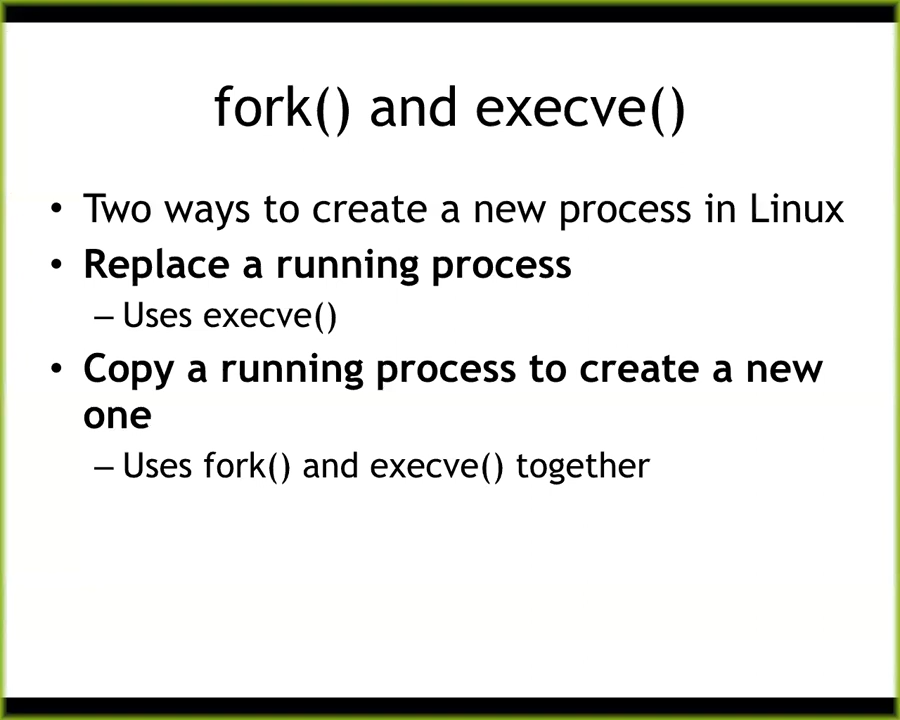 fork() and execve()
• Two ways to create a new process in Linux
• Replace a running process
– Uses execve()
• Copy a running process to create a new
one
– Uses fork() and execve() together